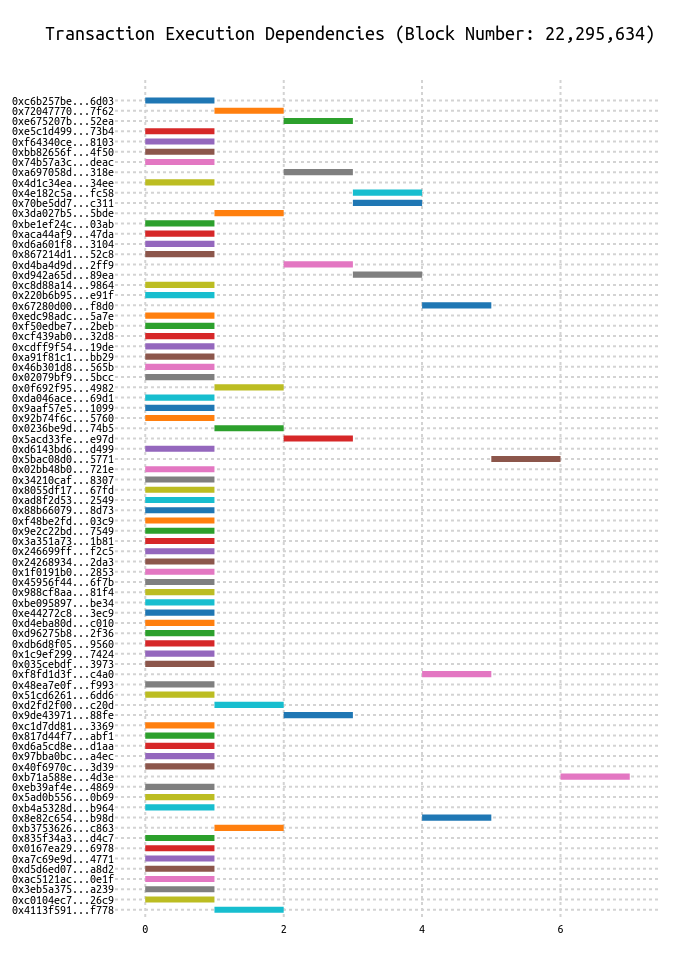 Transaction Execution Dependencies (Block Number: 22,295,634)
0xc6b257be...6d03
0x72047770...7f62
0xe675207b...52ea
0xe5c1d499...73b4
0xf64340ce...8103
0xbb82656f...4f50
0x74b57a3c...deac
0xa697058d...318e
0x4d1c34ea...34ee
0x4e182c5a...fc58
0x70be5dd7...c311
0x3da027b5...5bde
0xbe1ef24c...03ab
0xaca44af9...47da
0xd6a601f8...3104
0x867214d1...52c8
0xd4ba4d9d...2ff9
0xd942a65d...89ea
0xc8d88a14...9864
0x220b6b95...e91f
0x67280d00...f8d0
0xedc98adc...5a7e
0xf50edbe7...2beb
0xcf439ab0...32d8
0xcdff9f54...19de
0xa91f81c1...bb29
0x46b301d8...565b
0x02079bf9...5bcc
0x0f692f95...4982
0xda046ace...69d1
0x9aaf57e5...1099
0x92b74f6c...5760
0x0236be9d...74b5
0x5acd33fe...e97d
0xd6143bd6...d499
0x5bac08d0...5771
0x02bb48b0...721e
0x34210caf...8307
0x8055df17...67fd
0xad8f2d53...2549
0x88b66079...8d73
0xf48be2fd...03c9
0x9e2c22bd...7549
0x3a351a73...1b81
0x246699ff...f2c5
0x24268934...2da3
0x1f0191b0...2853
0x45956f44...6f7b
0x988cf8aa...81f4
0xbe095897...be34
0xe44272c8...3ec9
0xd4eba80d...c010
0xd96275b8...2f36
0xdb6d8f05...9560
0x1c9ef299...7424
0x035cebdf...3973
0xf8fd1d3f...c4a0
0x48ea7e0f...f993
0x51cd6261...6dd6
0xd2fd2f00...c20d
0x9de43971...88fe
0xc1d7dd81...3369
0x817d44f7...abf1
0xd6a5cd8e...d1aa
0x97bba0bc...a4ec
0x40f6970c...3d39
0xb71a588e...4d3e
0xeb39af4e...4869
0x5ad0b556...0b69
0xb4a5328d...b964
0x8e82c654...b98d
0xb3753626...c863
0x835f34a3...d4c7
0x0167ea29...6978
0xa7c69e9d...4771
0xd5d6ed07...a8d2
0xac5121ac...0e1f
0x3eb5a375...a239
0xc0104ec7...26c9
0x4113f591...f778
0 2 4 6